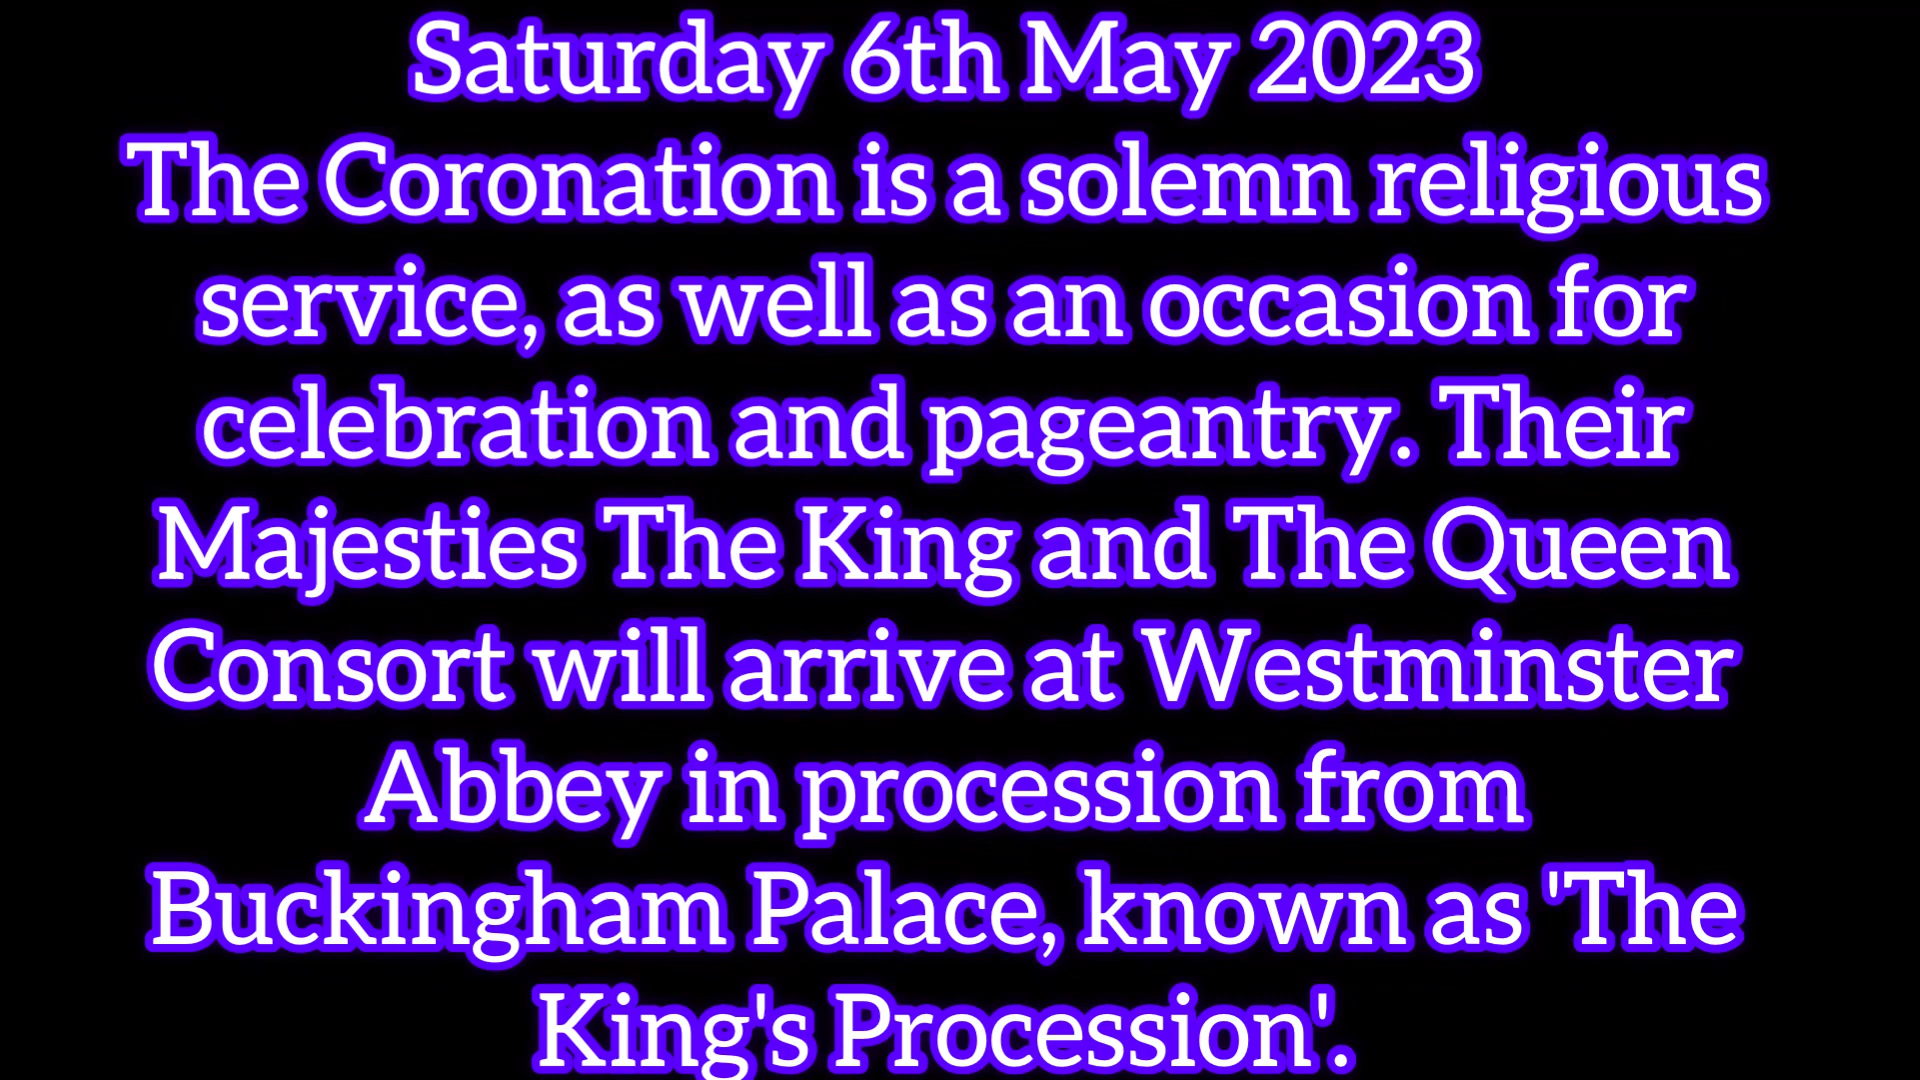 Saturday 6th May 2023
The Coronation is a solemn religious
service, as well as an occasion for
celebration and pageantry. Their
Majesties The King and The Queen
Consort will arrive at Westminster
Abbey in procession from
Buckingham Palace, known as 'The
King's Procession'.